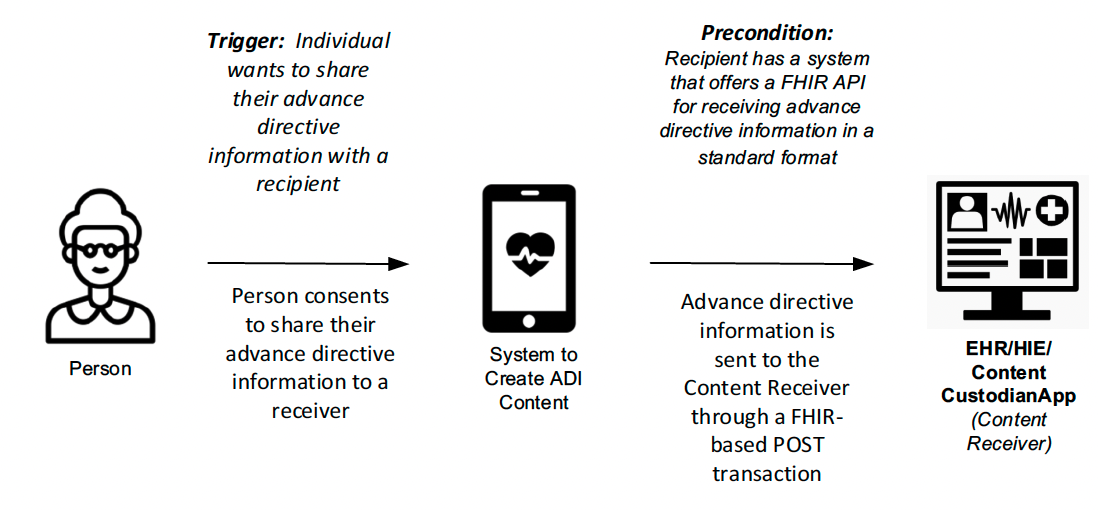 Trigger: Individual
wants to share
their advance
directive
information with a
recipient
Precondition:
Recipient has a system
that offers a FHIR API
for receiving advance
directive information in a
standard format
Person
Person consents
to share their
advance directive
information to a
receiver
System to
Create ADI
Content
Advance directive
information is
sent to the
Content Receiver
through a FHIR-
based POST
transaction
EHR/HIE/
Content
CustodianApp
(Content
Receiver)